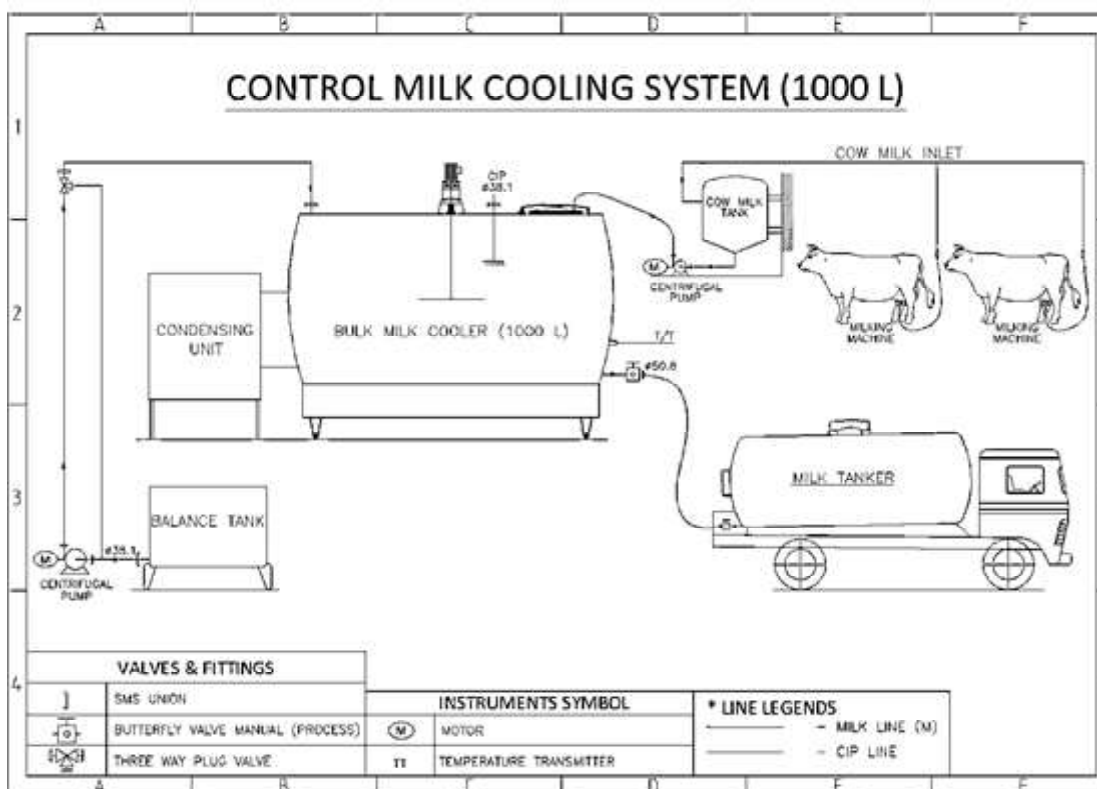 A B C D E F
CONTROL MILK COOLING SYSTEM (1000 L)
1
COW MILK INLET
CIP
ø38.1
COW MILK
TANK
M
CENTRIFUGAL
PUMP
MILKING
MACHINE
MILKING
MACHINE
2
CONDENSING
UNIT
BULK MILK COOLER (1000 L)
T/T
ø50.8
3
MILK TANKER
BALANCE TANK
M
CENTRIFUGAL
PUMP
4
VALVES & FITTINGS
SMS UNION
BUTTERFLY VALVE MANUAL (PROCESS)
THREE WAY PLUG VALVE
INSTRUMENTS SYMBOL
M MOTOR
TT TEMPERATURE TRANSMITTER
* LINE LEGENDS
- MILK LINE (M)
- CIP LINE
A B C D E F